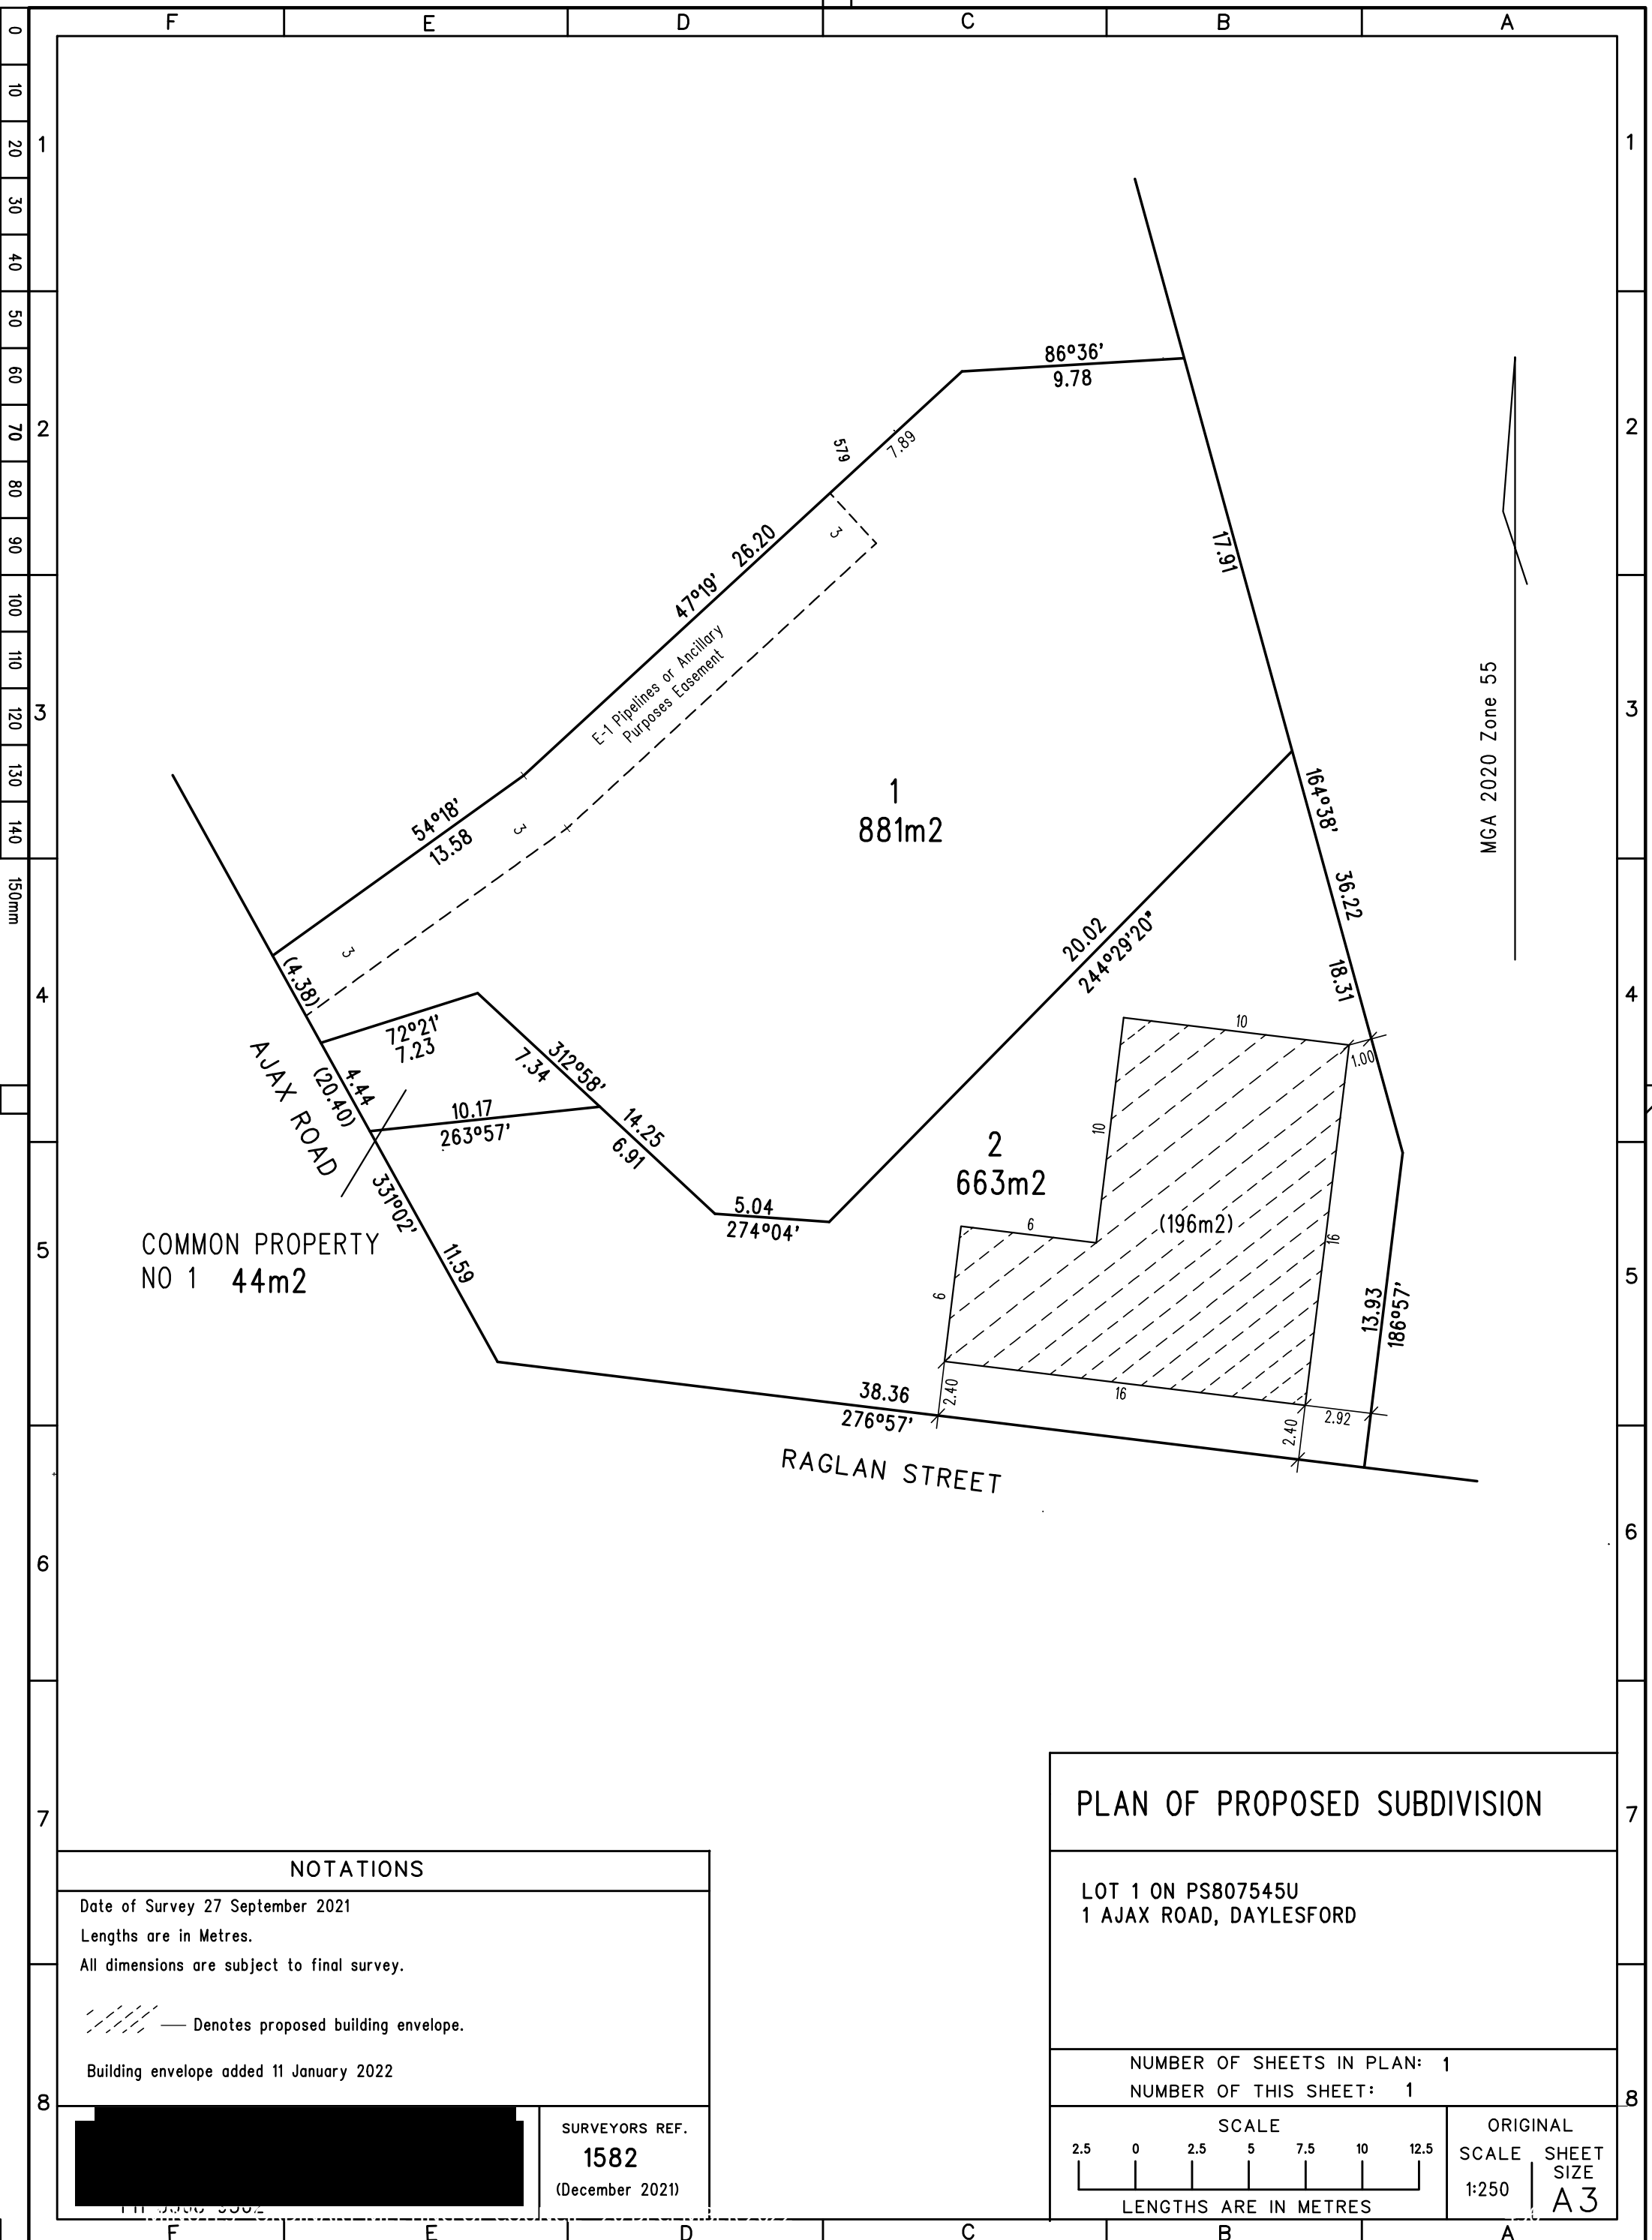 F E D C B A
0
10
20
30
40
50
60
70
80
90
100
110
120
130
140
150mm
1 1
2 2
3 3
4 4
5 5
6 6
7 7
8 8
86°36'
9.78
579
7.89
47°19' 26.20
3
17.91
E-1 Pipelines or Ancillary
Purposes Easement
MGA 2020 Zone 55
54°18'
13.58
3
3
1
881m2
164°38'
36.22
18.31
20.02
244°29'20"
(4.38)
72°21'
7.23
312°58'
7.34
AJAX ROAD
4.44
(20.40)
10.17
263°57'
14.25
6.91
331°02'
11.59
5.04
274°04'
COMMON PROPERTY
NO 1 44m2
2
663m2
10
1.00
10
6
(196m2)
16
6
2.40
16
2.40
2.92
13.93
186°57'
38.36
276°57'
RAGLAN STREET
PLAN OF PROPOSED SUBDIVISION
LOT 1 ON PS807545U
1 AJAX ROAD, DAYLESFORD
NUMBER OF SHEETS IN PLAN: 1
NUMBER OF THIS SHEET: 1
SCALE
2.5 0 2.5 5 7.5 10 12.5
LENGTHS ARE IN METRES
ORIGINAL
SCALE SHEET
SIZE
1:250 A3
NOTATIONS
Date of Survey 27 September 2021
Lengths are in Metres.
All dimensions are subject to final survey.
Denotes proposed building envelope.
Building envelope added 11 January 2022
SURVEYORS REF.
1582
(December 2021)
F E D C B A